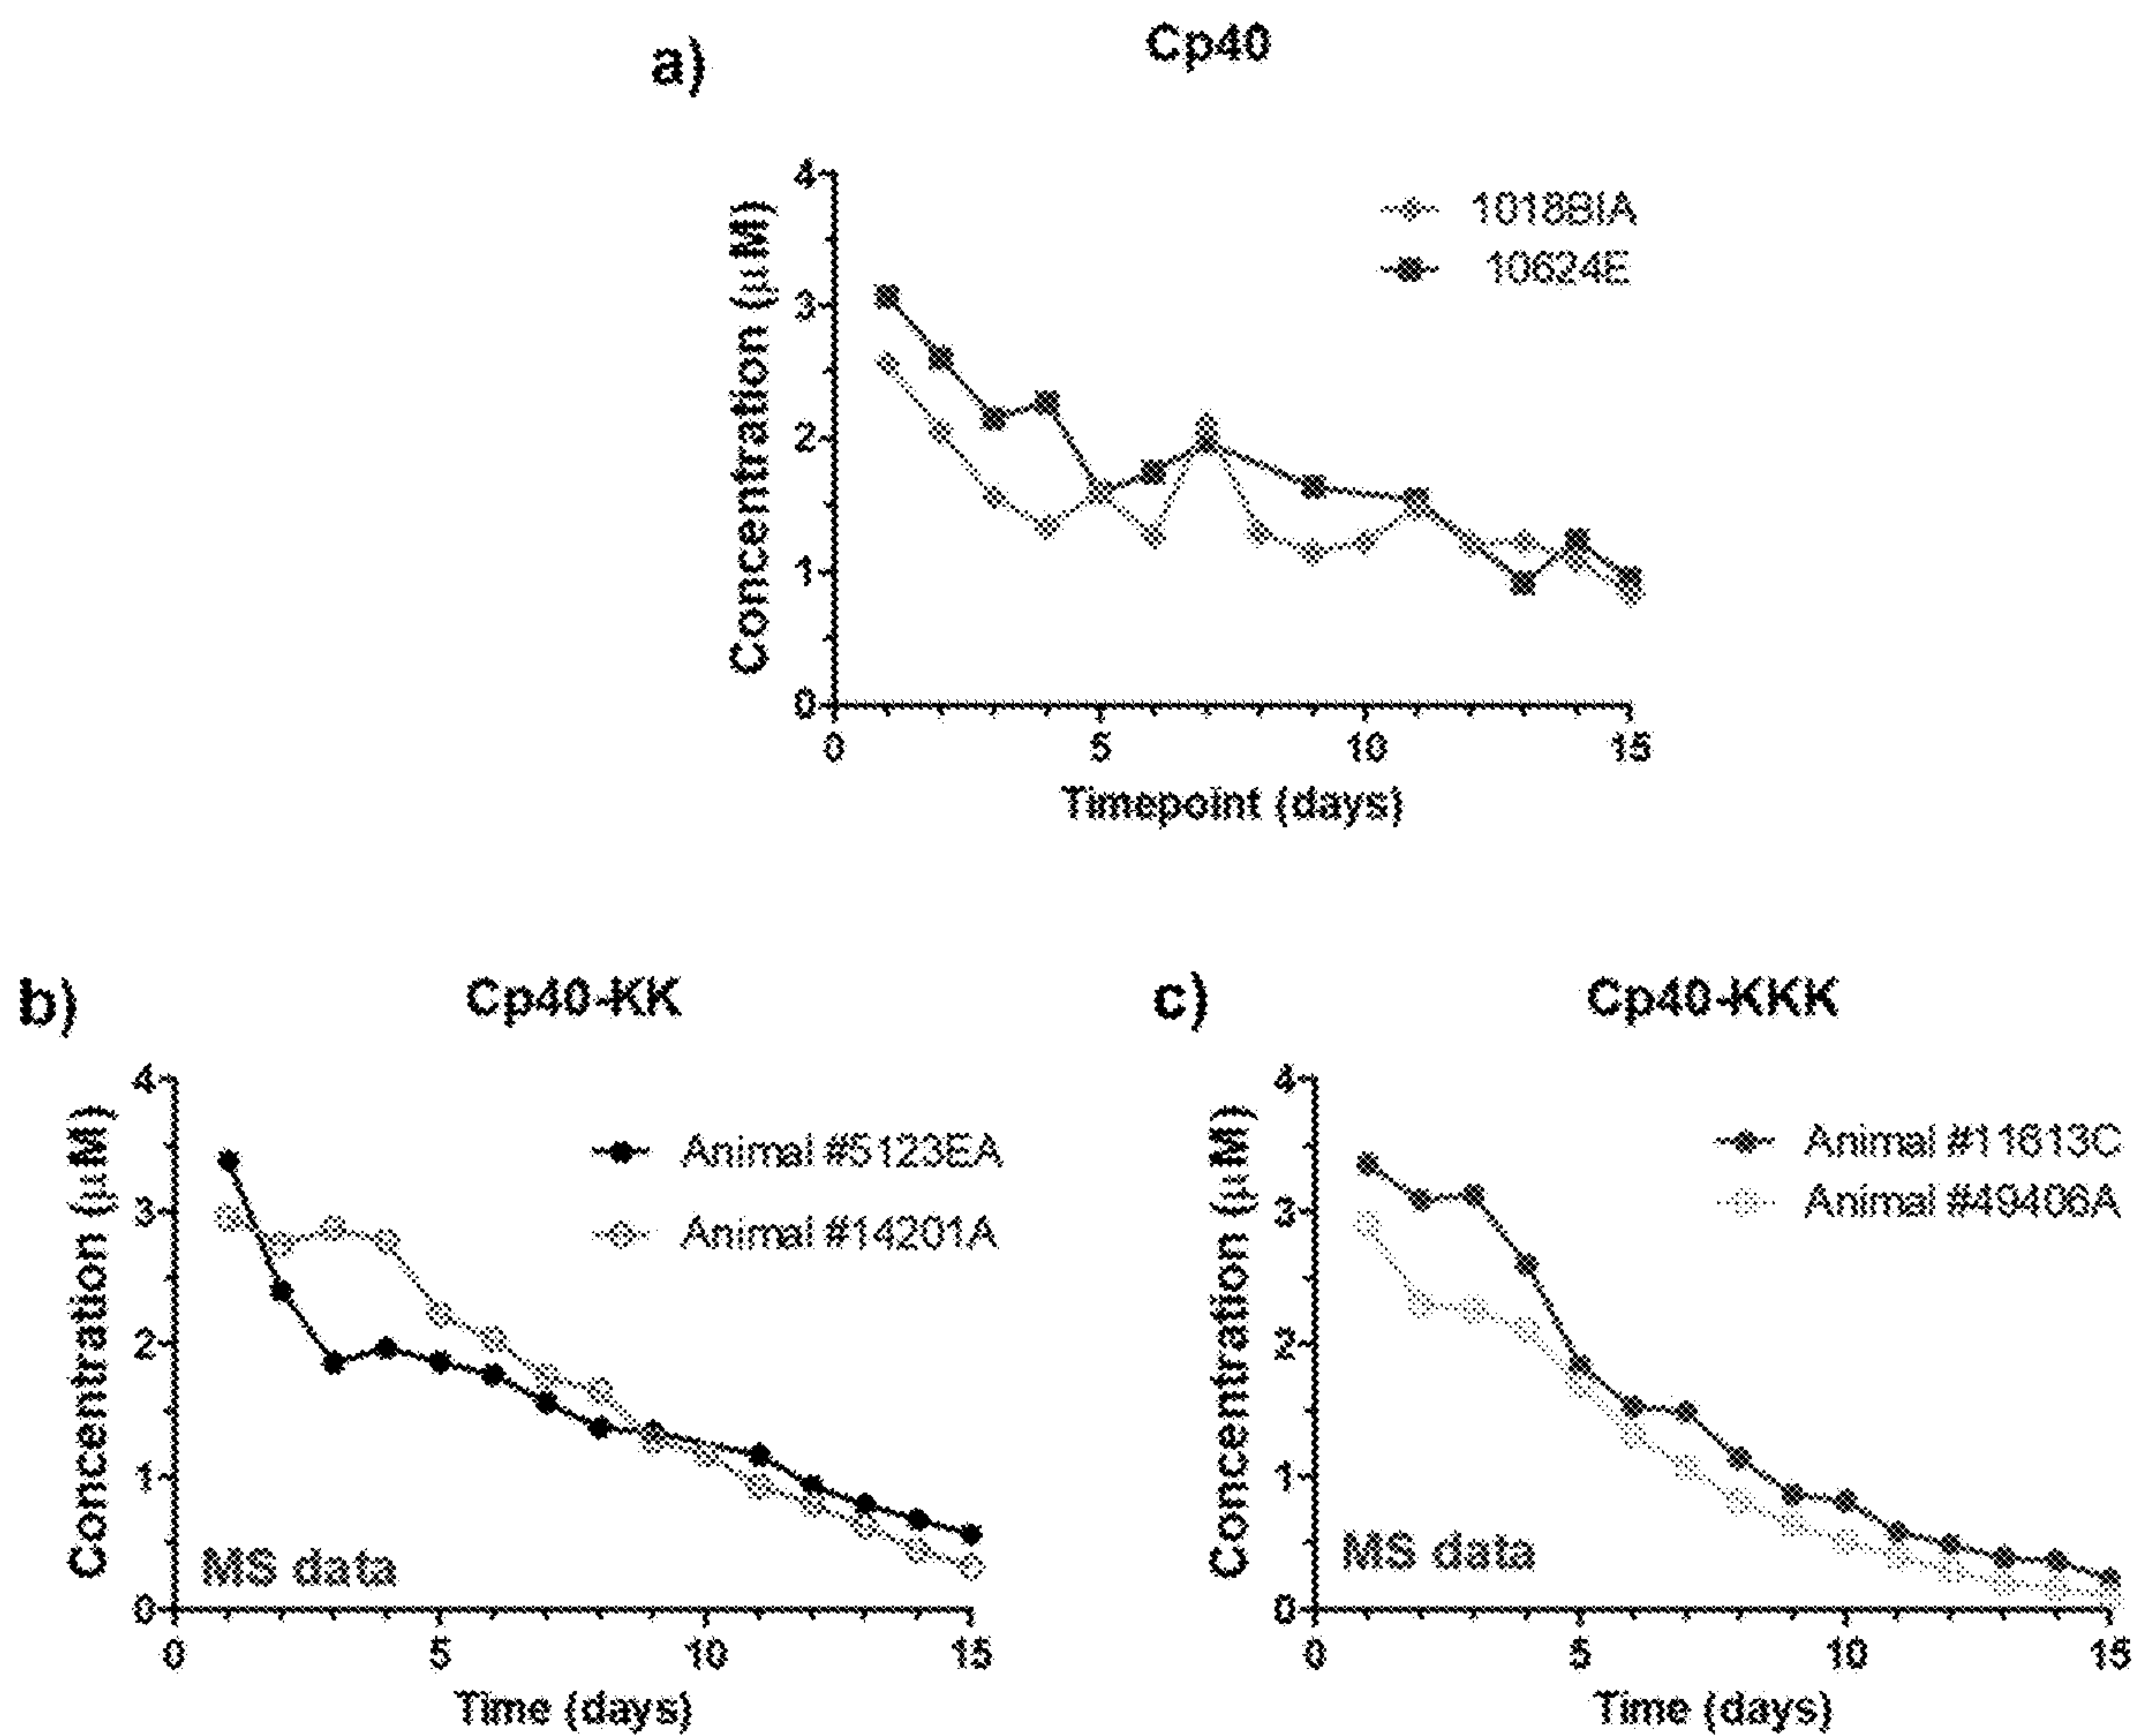 a)
Cp40
Concentration (µM)
4
3
2
1
0
0 5 10 15
Timepoint (days)
1018BIA
10624E
b)
Cp40-KK
Concentration (µM)
4
3
2
1
0
0 5 10 15
Time (days)
Animal #5123EA
Animal #14201A
MS data
c)
Cp40-KKK
Concentration (µM)
4
3
2
1
0
0 5 10 15
Time (days)
Animal #11613C
Animal #49406A
MS data